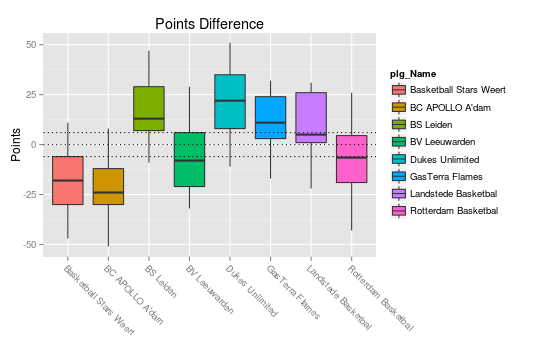 Points Difference
Points
50
25
0
-25
-50
Basketball Stars Weert
BC APOLLO A'dam
BS Leiden
BV Leeuwarden
Dukes Unlimited
GasTerra Flames
Landstede Basketbal
Rotterdam Basketbal
plg_Name
Basketball Stars Weert
BC APOLLO A'dam
BS Leiden
BV Leeuwarden
Dukes Unlimited
GasTerra Flames
Landstede Basketbal
Rotterdam Basketbal